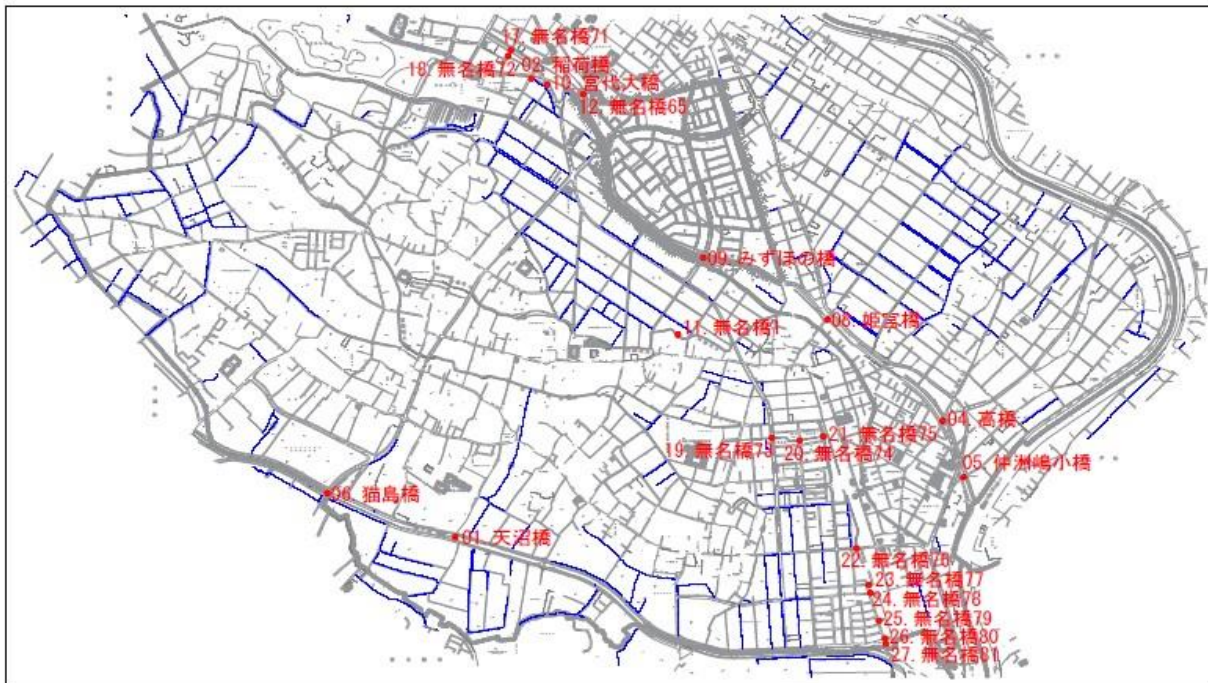 17. 無名橋71
18. 無名橋72
02. 稲荷橋
10. 宮代大橋
12. 無名橋65
09. みずほの橋
08. 姫宮橋
11. 無名橋1
04. 高橋
21. 無名橋75
19. 無名橋73
20. 無名橋74
05. 仲洲嶋小橋
06. 猫島橋
01. 天沼橋
22. 無名橋76
23. 無名橋77
24. 無名橋78
25. 無名橋79
26. 無名橋80
27. 無名橋81